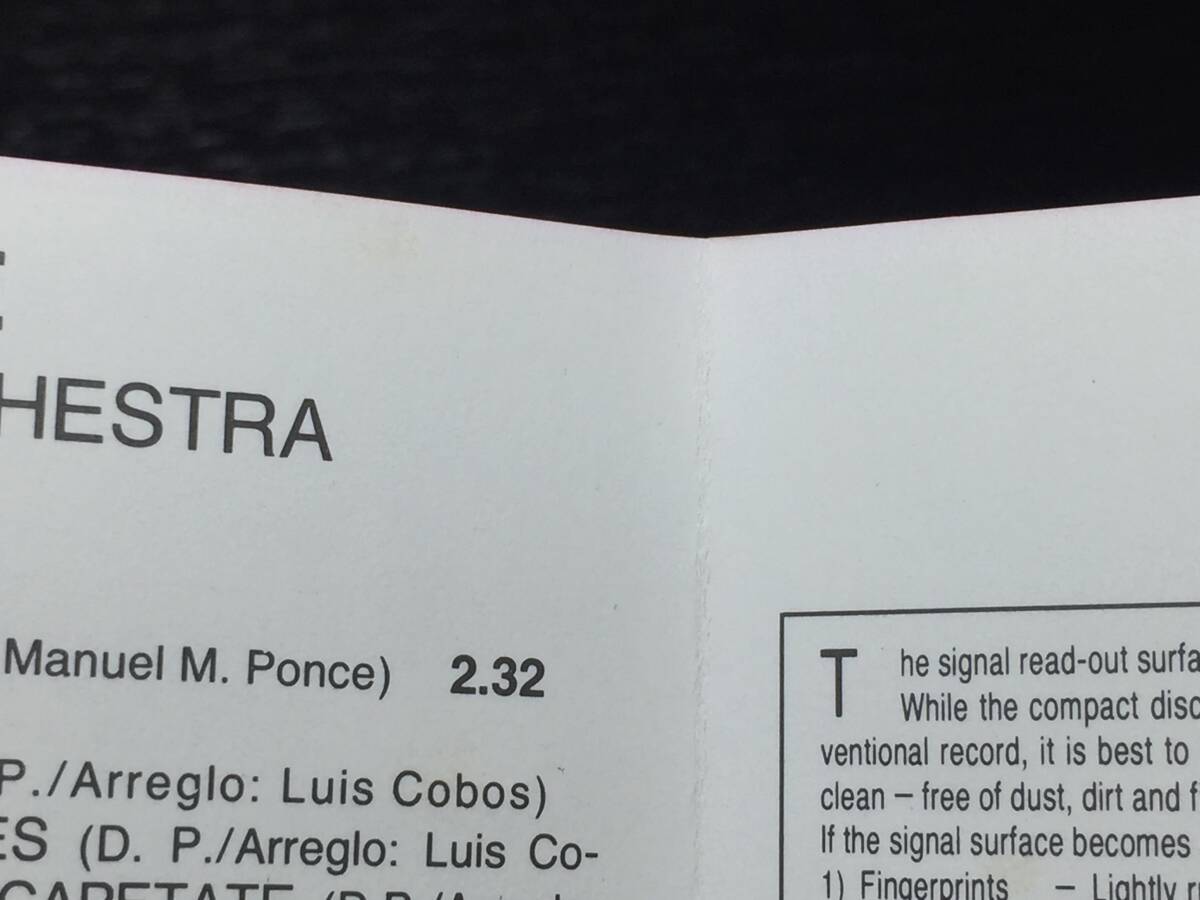 HESTRA
Manuel M. Ponce) 2.32
P./Arreglo: Luis Cobos)
ES (D. P./Arreglo: Luis Co-
The signal read-out surfa
While the compact disc
ventional record, it is best to
clean – free of dust, dirt and f
If the signal surface becomes
1) Fingerprints – Lightly